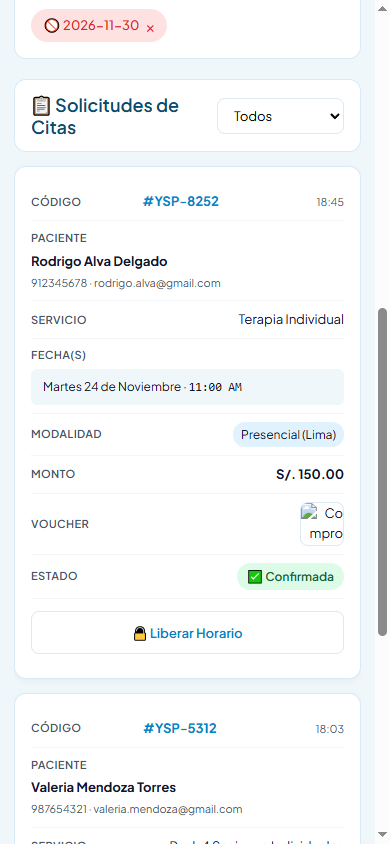 🚫 2026-11-30 ×
📋 Solicitudes de
Citas
Todos
CÓDIGO #YSP-8252 18:45
PACIENTE
Rodrigo Alva Delgado
912345678 · rodrigo.alva@gmail.com
SERVICIO Terapia Individual
FECHA(S)
Martes 24 de Noviembre · 11:00 AM
MODALIDAD Presencial (Lima)
MONTO S/. 150.00
VOUCHER Co
mpro
ESTADO ✅ Confirmada
🔒 Liberar Horario
CÓDIGO #YSP-5312 18:03
PACIENTE
Valeria Mendoza Torres
987654321 · valeria.mendoza@gmail.com